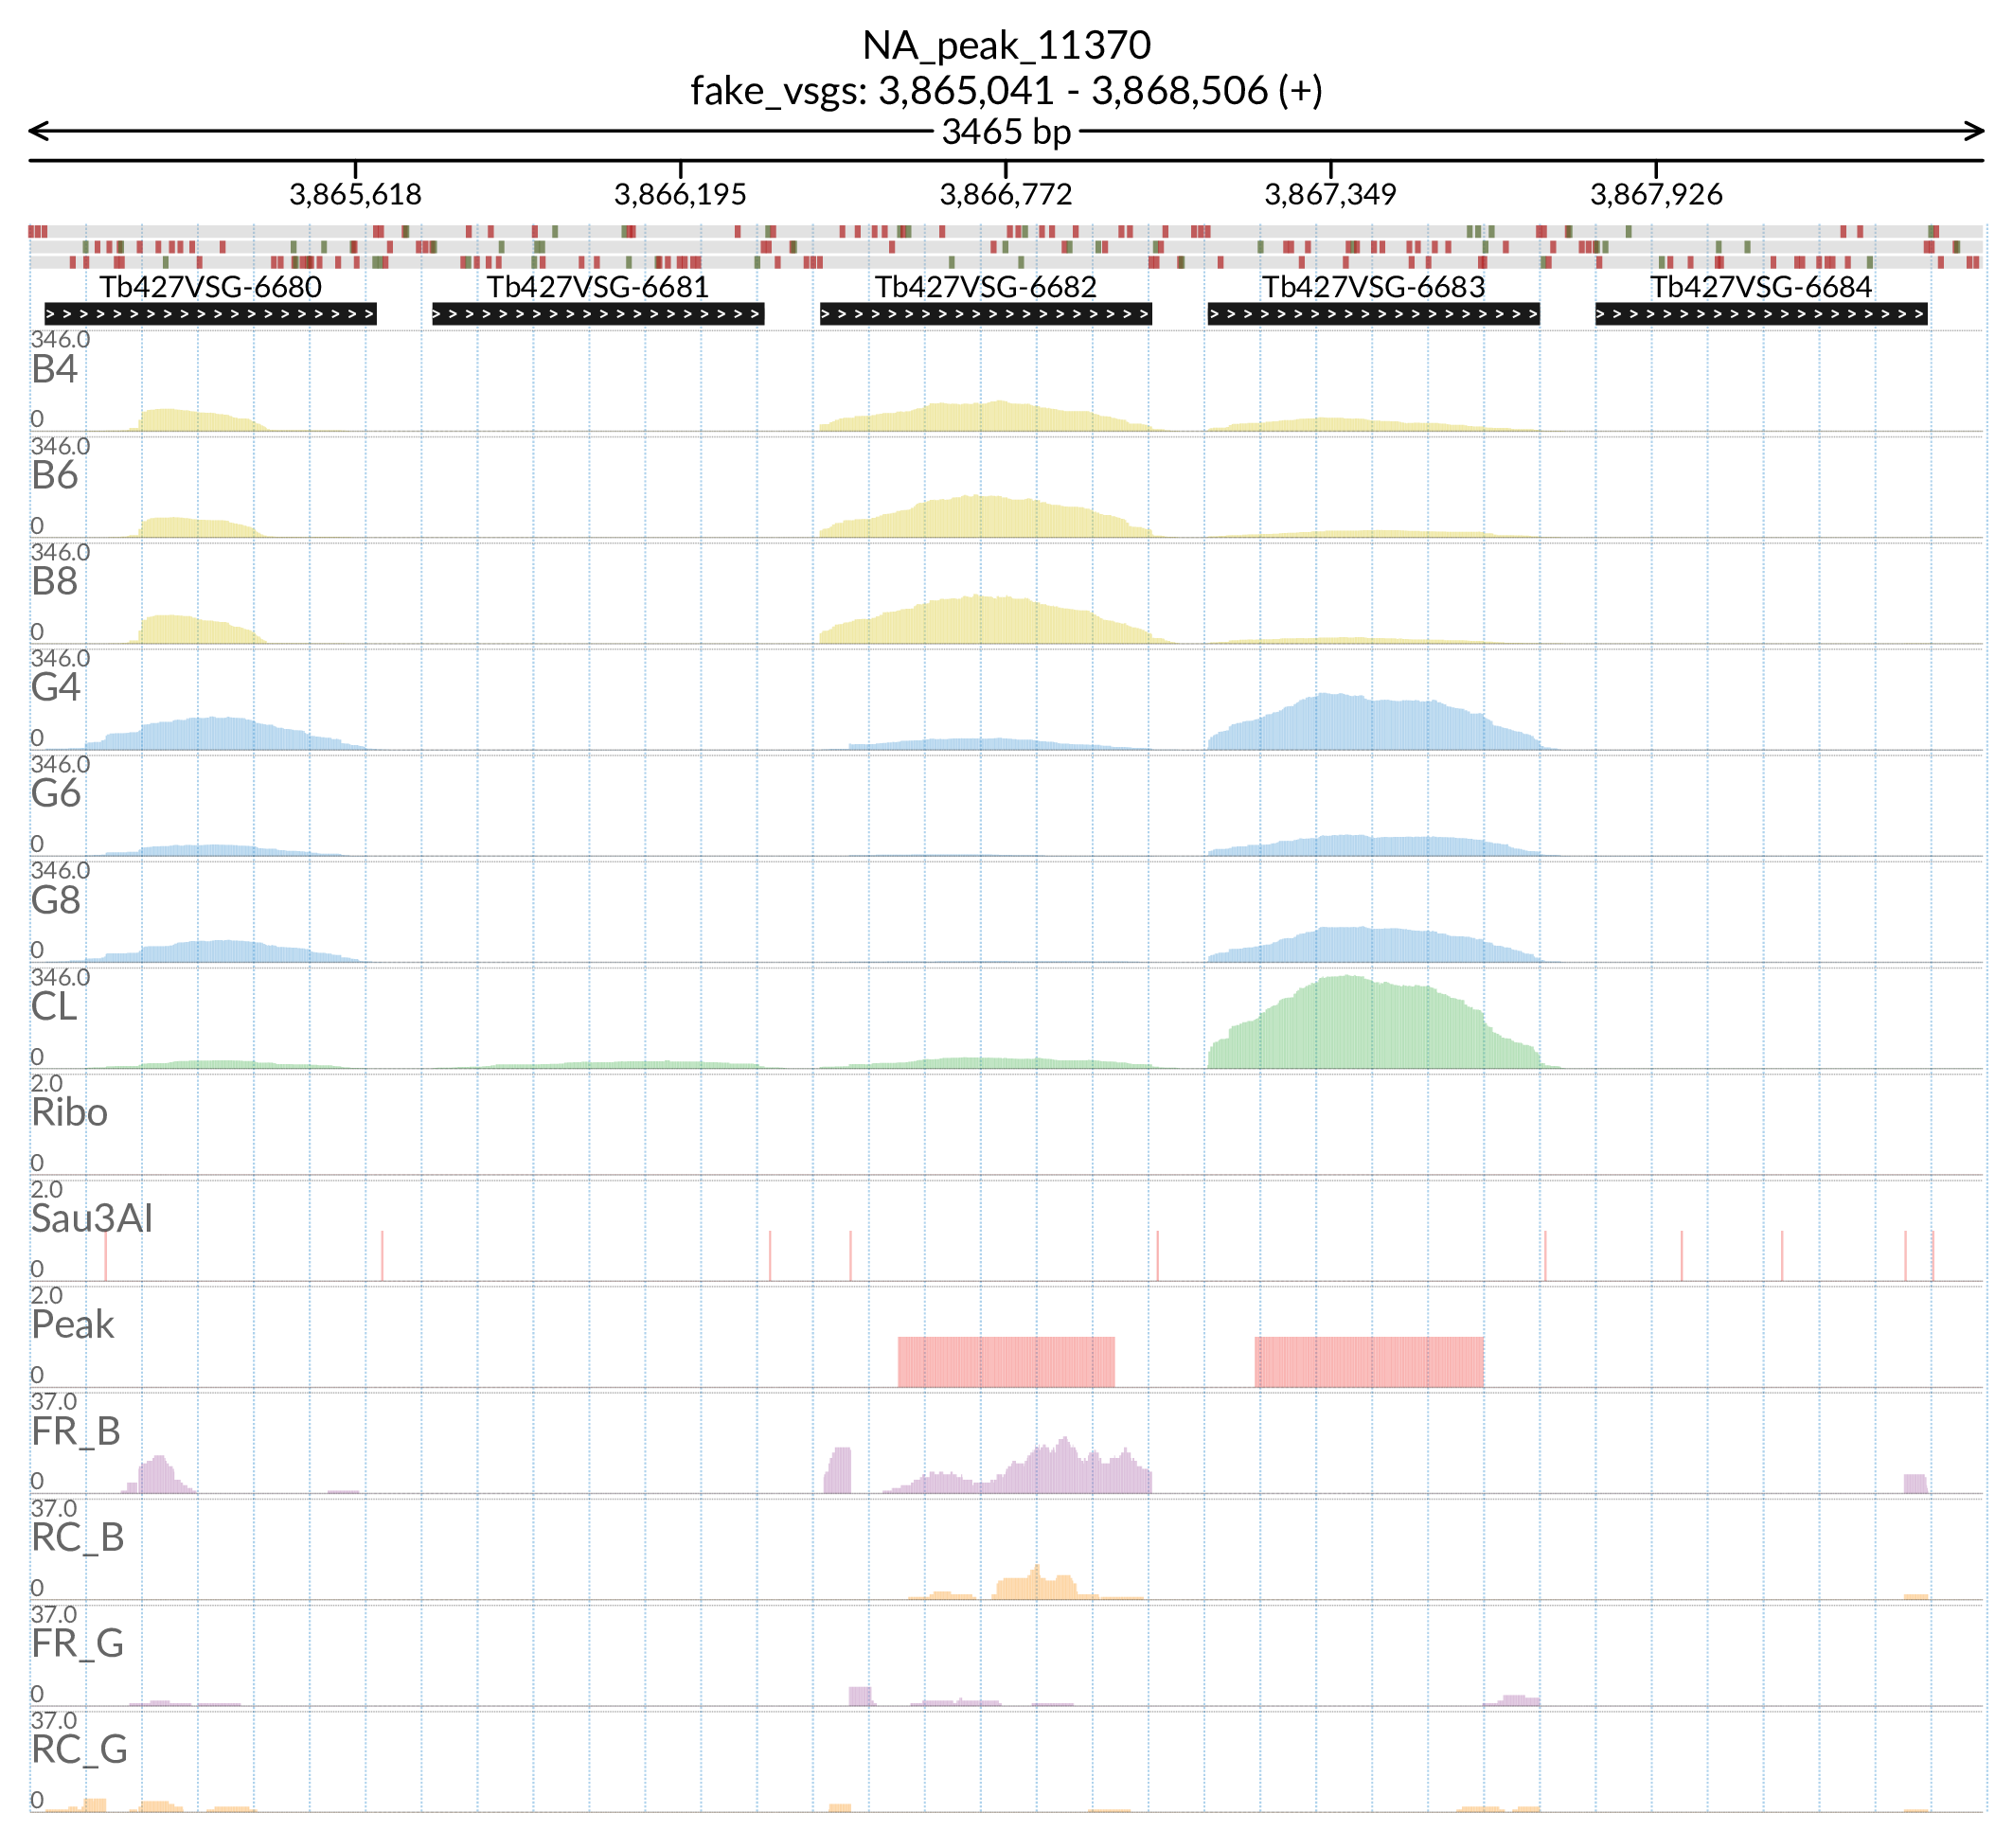 NA_peak_11370
fake_vsgs: 3,865,041 - 3,868,506 (+)
3465 bp
3,865,618 3,866,195 3,866,772 3,867,349 3,867,926
Tb427VSG-6680 Tb427VSG-6681 Tb427VSG-6682 Tb427VSG-6683 Tb427VSG-6684
346.0
B4
0
346.0
B6
0
346.0
B8
0
346.0
G4
0
346.0
G6
0
346.0
G8
0
346.0
CL
0
2.0
Ribo
0
2.0
Sau3AI
0
2.0
Peak
0
37.0
FR_B
0
37.0
RC_B
0
37.0
FR_G
0
37.0
RC_G
0